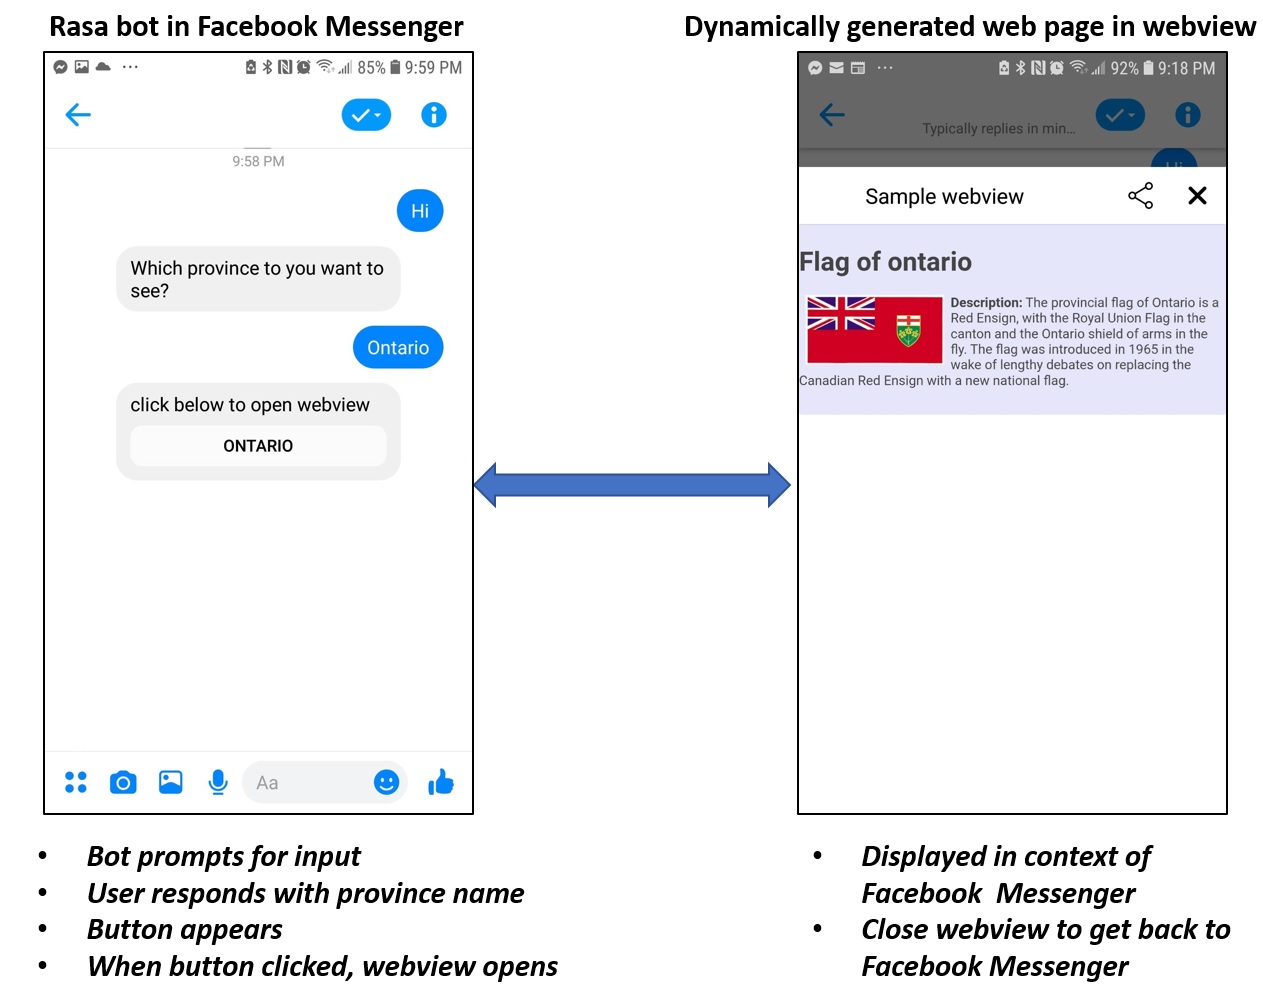 Rasa bot in Facebook Messenger
85% 9:59 PM
9:58 PM
Hi
Which province to you want to
see?
Ontario
click below to open webview
ONTARIO
Aa
• Bot prompts for input
• User responds with province name
• Button appears
• When button clicked, webview opens
Dynamically generated web page in webview
92% 9:18 PM
Typically replies in min...
Hi
Sample webview
Flag of ontario
Description: The provincial flag of Ontario is a
Red Ensign, with the Royal Union Flag in the
canton and the Ontario shield of arms in the
fly. The flag was introduced in 1965 in the
wake of lengthy debates on replacing the
Canadian Red Ensign with a new national flag.
• Displayed in context of
Facebook Messenger
• Close webview to get back to
Facebook Messenger